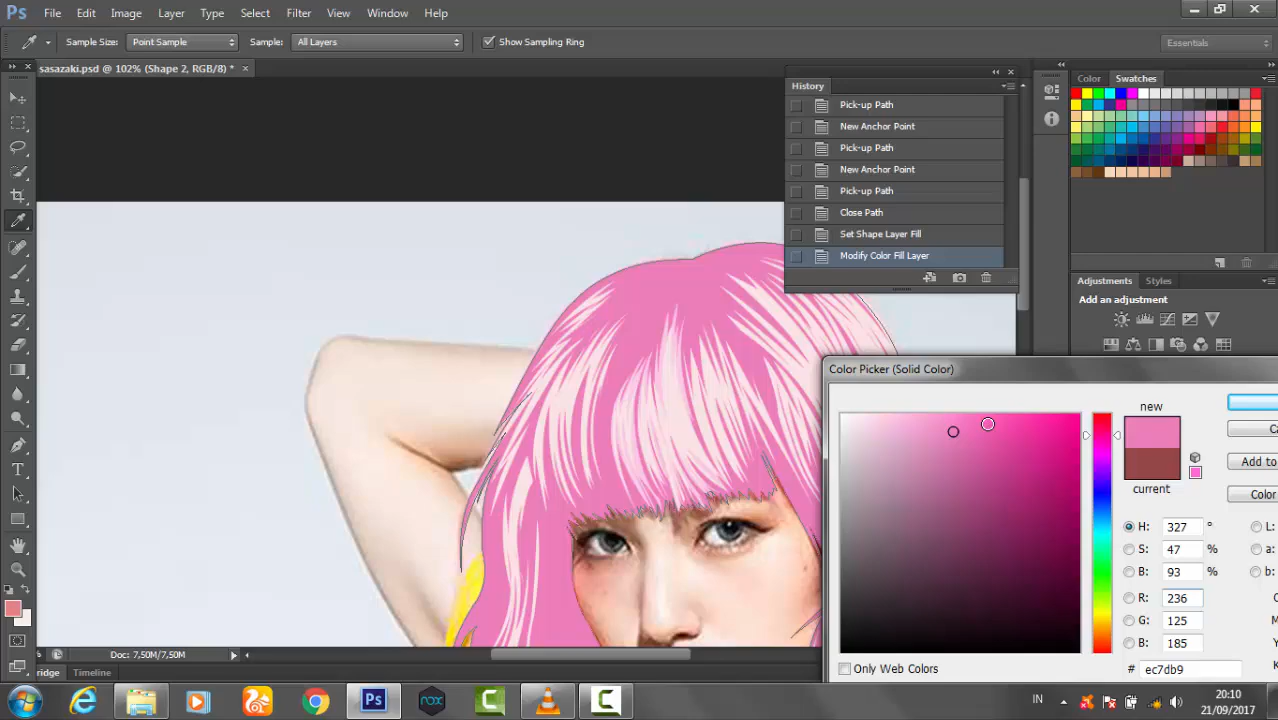 Ps File Edit Image Layer Type Select Filter View Window Help
Sample Size: Point Sample Sample: All Layers Show Sampling Ring Essentials
sasazaki.psd @ 102% (Shape 2, RGB/8) * ×
History
Pick-up Path
New Anchor Point
Pick-up Path
New Anchor Point
Pick-up Path
Close Path
Set Shape Layer Fill
Modify Color Fill Layer
Color Swatches
Adjustments Styles
Add an adjustment
Color Picker (Solid Color)
new
current
Ca
Add to
Color
H: 327 ° L:
S: 47 % a:
B: 93 % b:
R: 236 C
G: 125 M
B: 185 Y
# ec7db9 K
Only Web Colors
Doc: 7,50M/7,50M
ridge Timeline
Ps nox C C
IN 20:10
21/09/2017